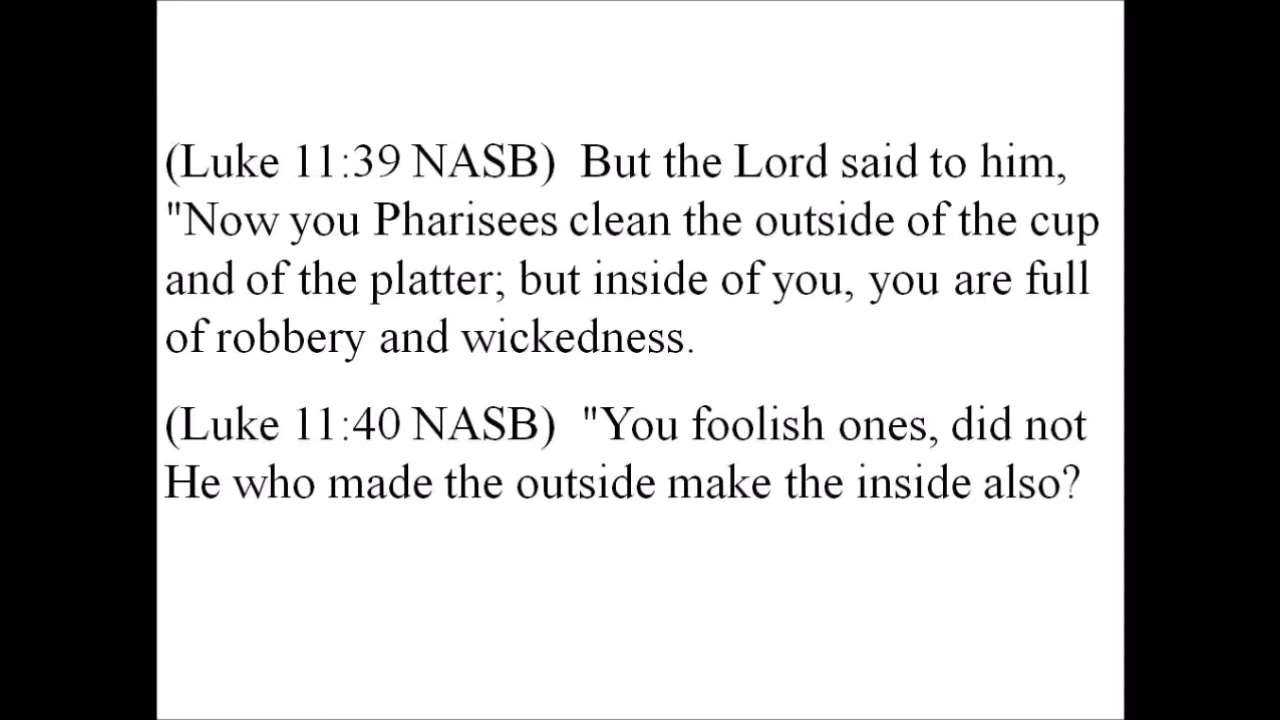 (Luke 11:39 NASB)  But the Lord said to him,
"Now you Pharisees clean the outside of the cup
and of the platter; but inside of you, you are full
of robbery and wickedness.
(Luke 11:40 NASB)  "You foolish ones, did not
He who made the outside make the inside also?